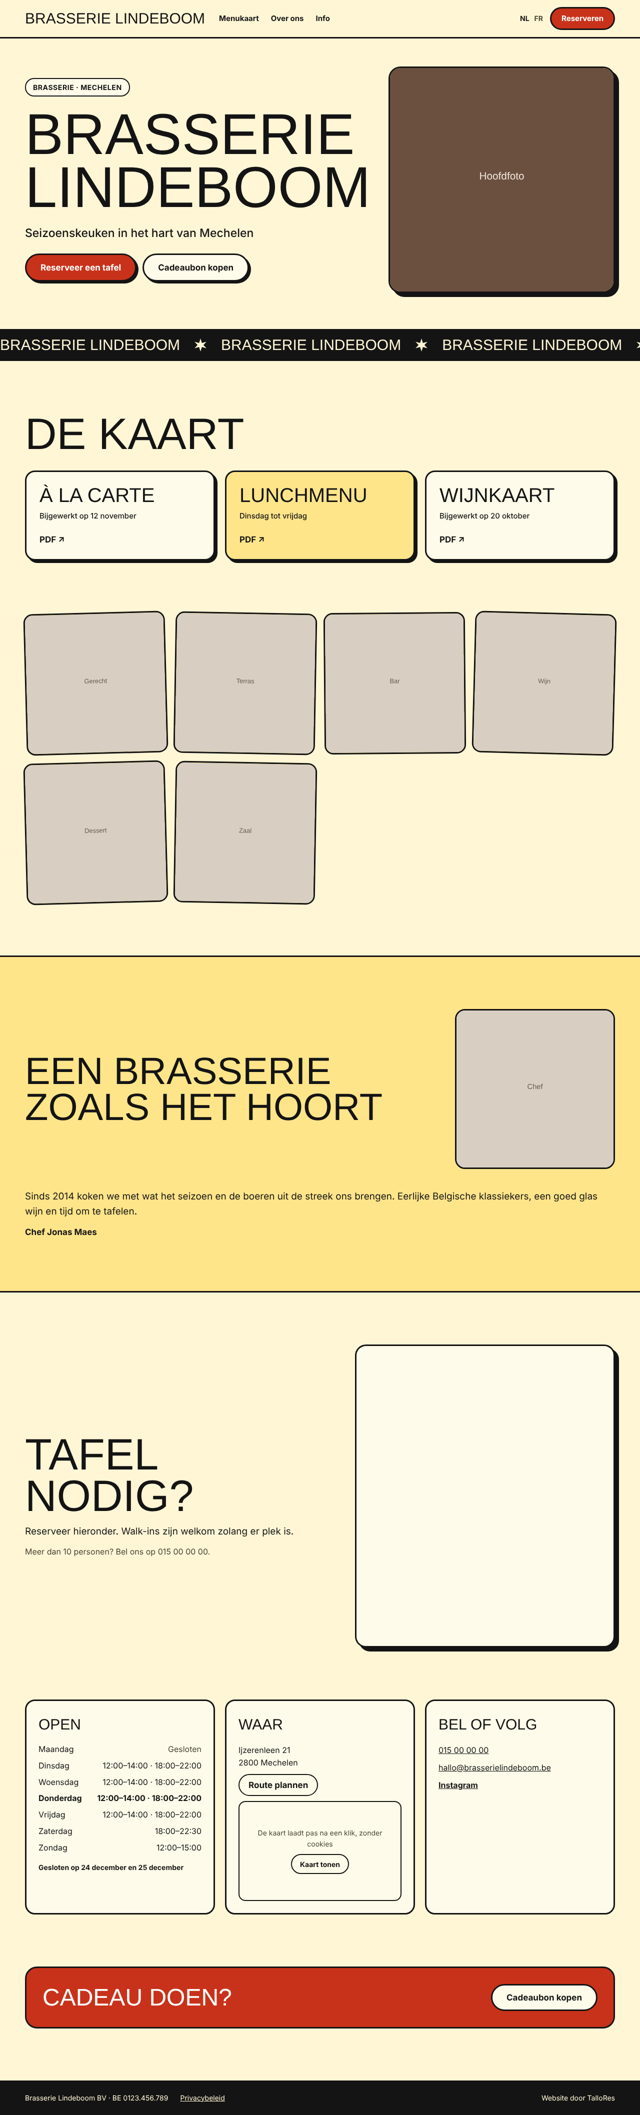 BRASSERIE LINDEBOOM Menukaart Over ons Info NL FR Reserveren
BRASSERIE · MECHELEN
BRASSERIE
LINDEBOOM
Seizoenskeuken in het hart van Mechelen
Reserveer een tafel Cadeaubon kopen
Hoofdfoto
BRASSERIE LINDEBOOM ✶ BRASSERIE LINDEBOOM ✶ BRASSERIE LINDEBOOM
DE KAART
À LA CARTE
Bijgewerkt op 12 november
PDF ↗
LUNCHMENU
Dinsdag tot vrijdag
PDF ↗
WIJNKAART
Bijgewerkt op 20 oktober
PDF ↗
Gerecht
Terras
Bar
Wijn
Dessert
Zaal
EEN BRASSERIE
ZOALS HET HOORT
Chef
Sinds 2014 koken we met wat het seizoen en de boeren uit de streek ons brengen. Eerlijke Belgische klassiekers, een goed glas
wijn en tijd om te tafelen.
Chef Jonas Maes
TAFEL
NODIG?
Reserveer hieronder. Walk-ins zijn welkom zolang er plek is.
Meer dan 10 personen? Bel ons op 015 00 00 00.
OPEN
Maandag Gesloten
Dinsdag 12:00–14:00 · 18:00–22:00
Woensdag 12:00–14:00 · 18:00–22:00
Donderdag 12:00–14:00 · 18:00–22:00
Vrijdag 12:00–14:00 · 18:00–22:00
Zaterdag 18:00–22:30
Zondag 12:00–15:00
Gesloten op 24 december en 25 december
WAAR
Ijzerenleen 21
2800 Mechelen
Route plannen
De kaart laadt pas na een klik, zonder
cookies
Kaart tonen
BEL OF VOLG
015 00 00 00
hallo@brasserielindeboom.be
Instagram
CADEAU DOEN?
Cadeaubon kopen
Brasserie Lindeboom BV · BE 0123.456.789 Privacybeleid Website door TalloRes